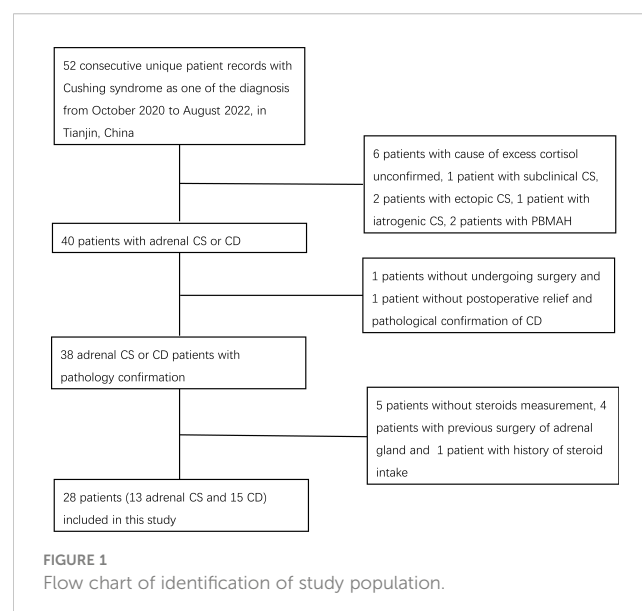 52 consecutive unique patient records with
Cushing syndrome as one of the diagnosis
from October 2020 to August 2022, in
Tianjin, China
6 patients with cause of excess cortisol
unconfirmed, 1 patient with subclinical CS,
2 patients with ectopic CS, 1 patient with
iatrogenic CS, 2 patients with PBMAH
40 patients with adrenal CS or CD
1 patients without undergoing surgery and
1 patient without postoperative relief and
pathological confirmation of CD
38 adrenal CS or CD patients with
pathology confirmation
5 patients without steroids measurement, 4
patients with previous surgery of adrenal
gland and 1 patient with history of steroid
intake
28 patients (13 adrenal CS and 15 CD)
included in this study
FIGURE 1
Flow chart of identification of study population.